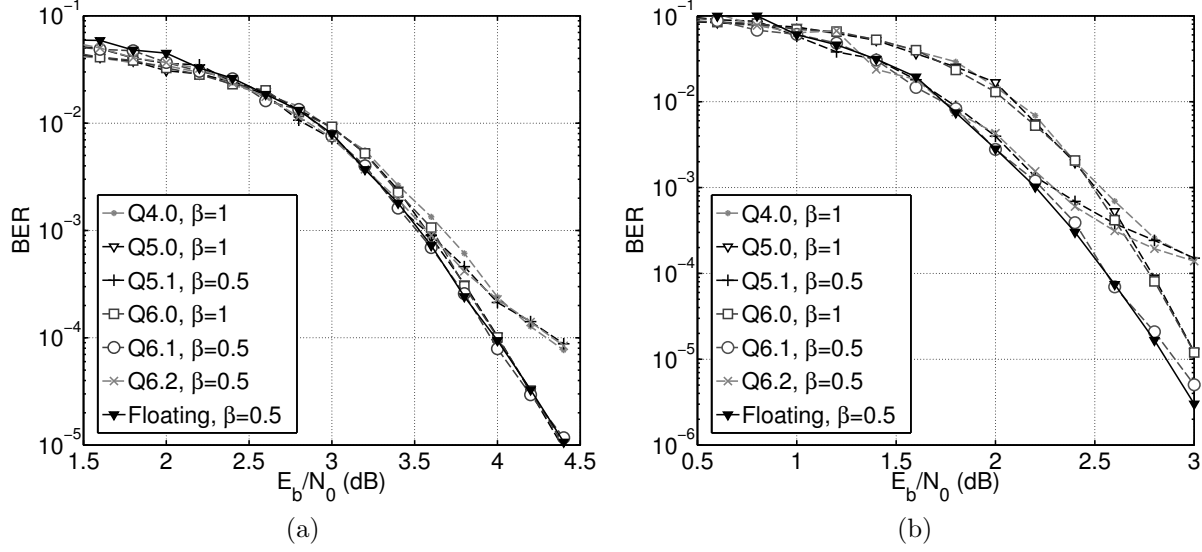 10^-1
10^-2
10^-3
10^-4
10^-5
BER
1.5 2 2.5 3 3.5 4 4.5
E_b/N_0 (dB)
Q4.0, β=1
Q5.0, β=1
Q5.1, β=0.5
Q6.0, β=1
Q6.1, β=0.5
Q6.2, β=0.5
Floating, β=0.5
(a)
10^-1
10^-2
10^-3
10^-4
10^-5
10^-6
BER
0.5 1 1.5 2 2.5 3
E_b/N_0 (dB)
Q4.0, β=1
Q5.0, β=1
Q5.1, β=0.5
Q6.0, β=1
Q6.1, β=0.5
Q6.2, β=0.5
Floating, β=0.5
(b)